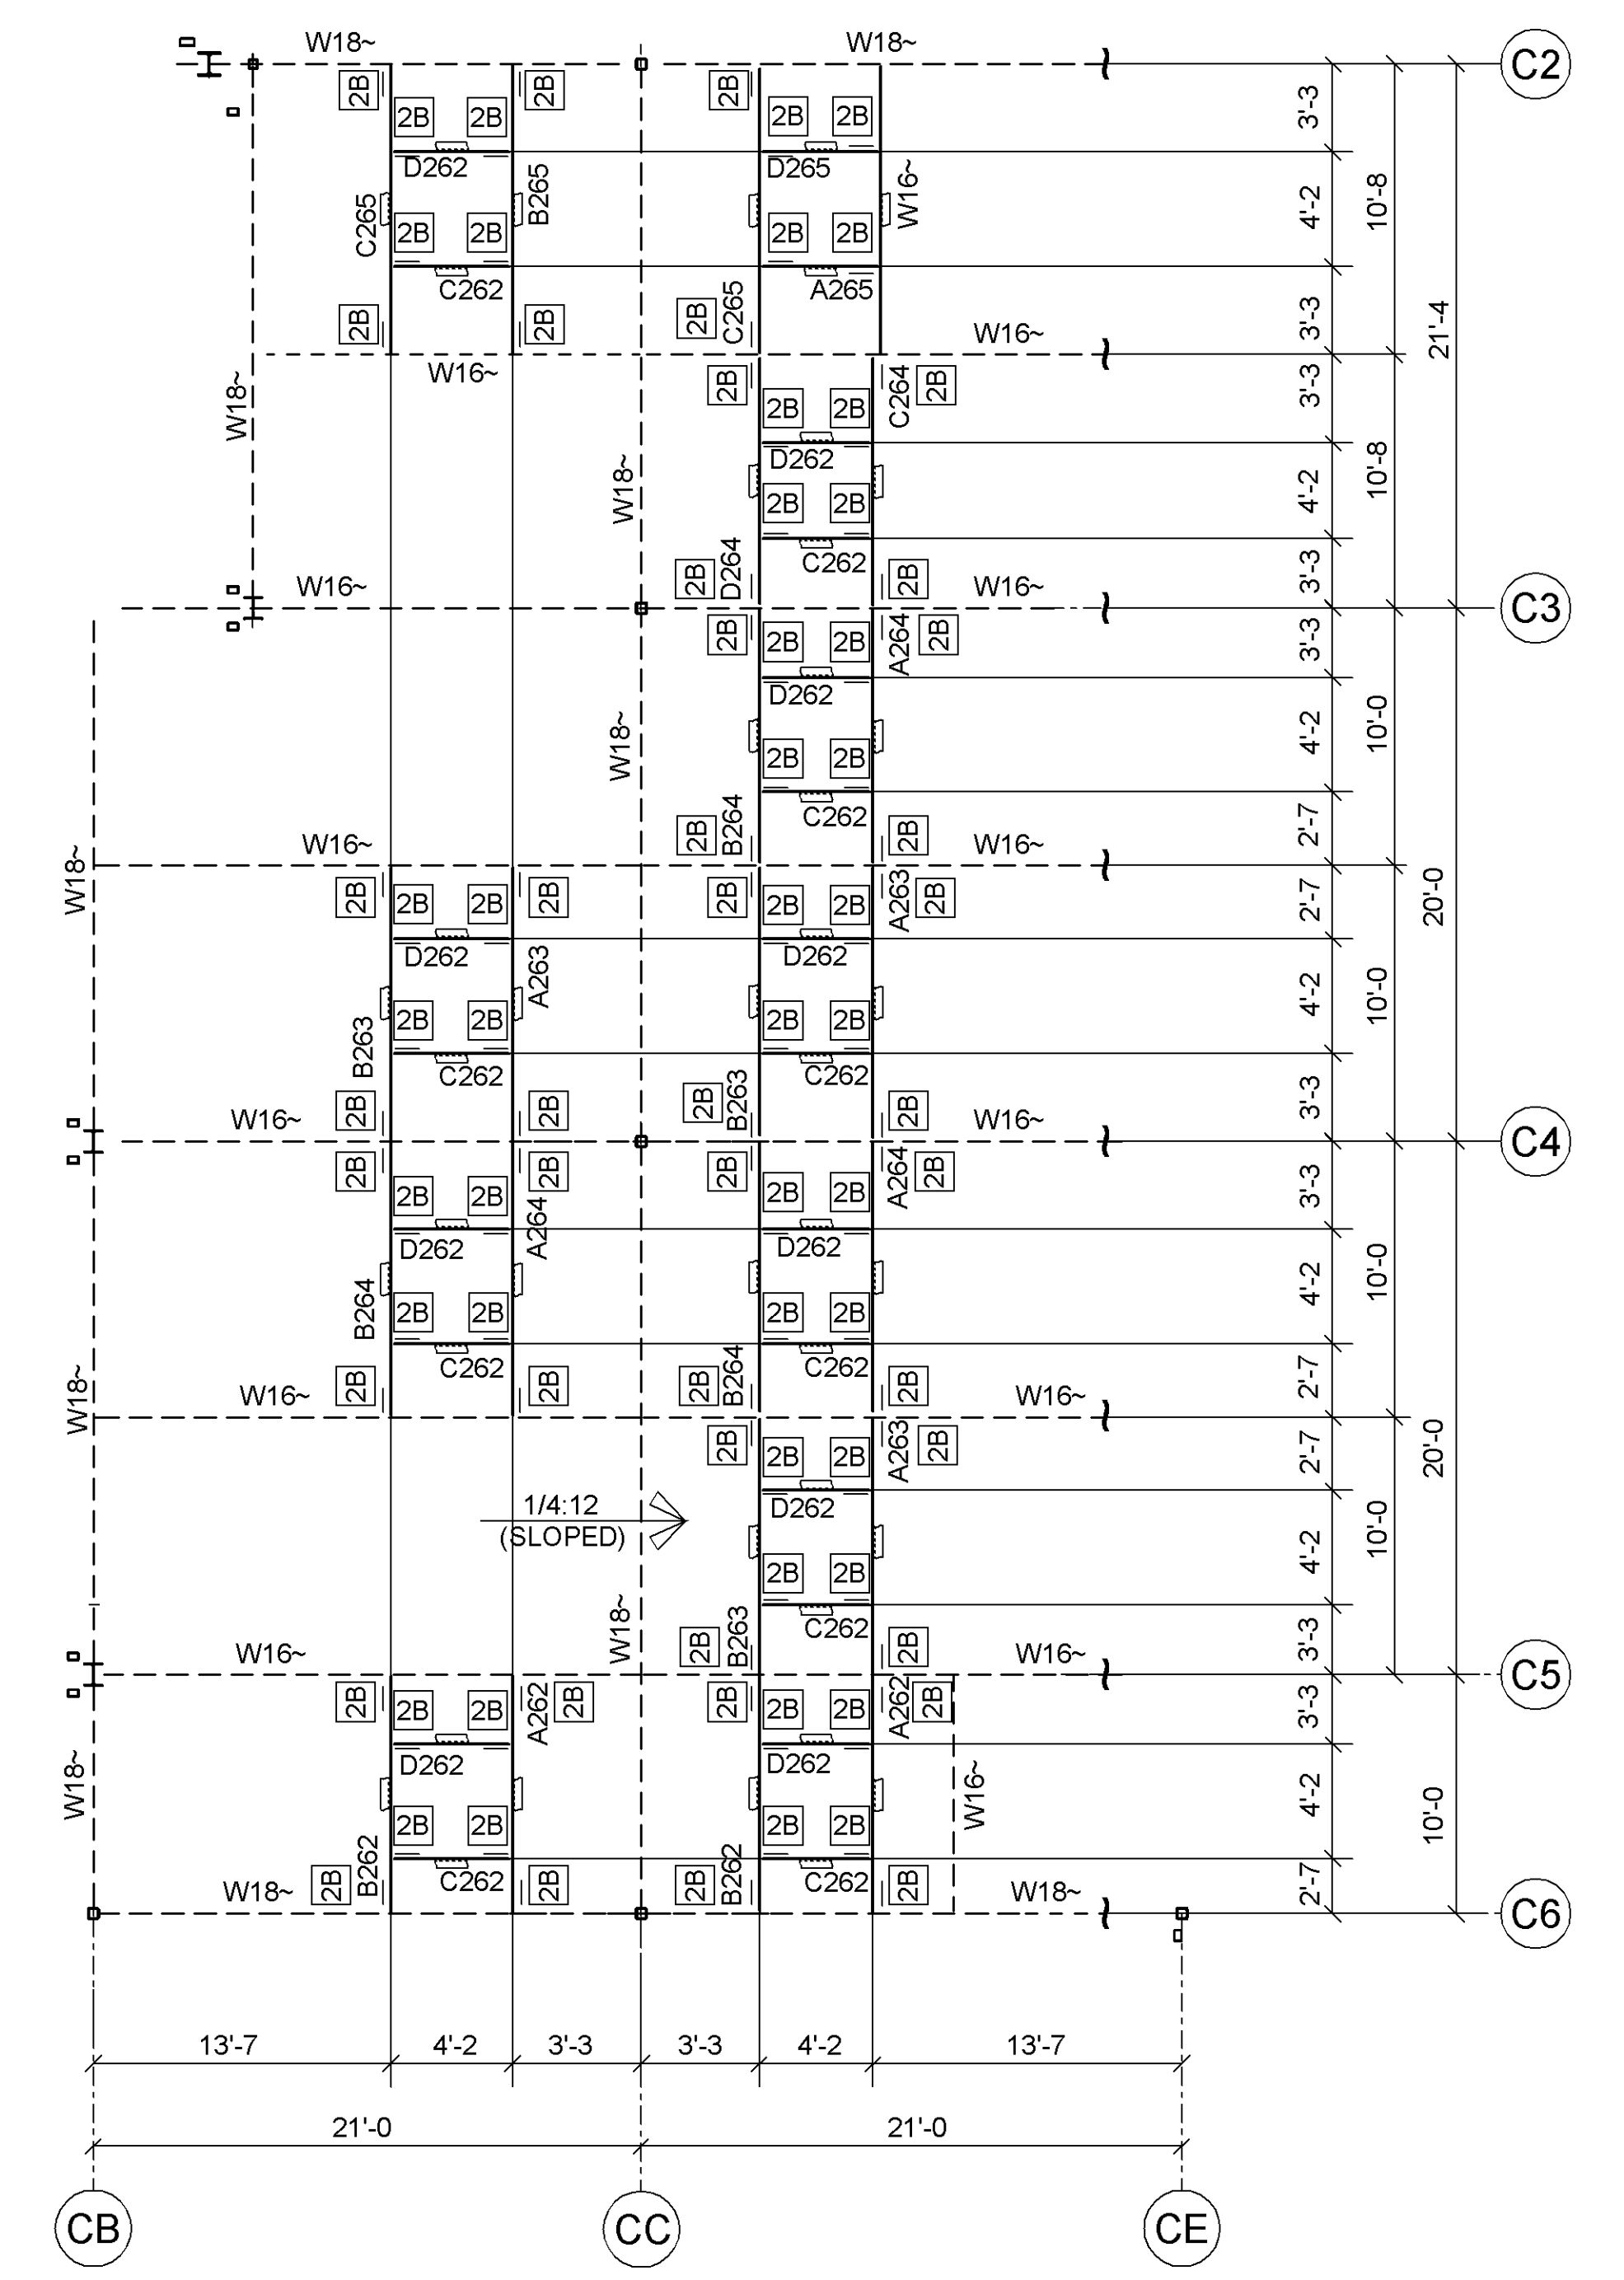 W18~ W18~ C2
2B 2B 2B
2B 2B 2B 2B 3'-3
D262 D265
C265 B265 W16~ 4'-2 10'-8
2B 2B 2B 2B
C262 A265
2B 2B 2B C265 3'-3 21'-4
W16~ W16~
W18~ 2B C264 2B 3'-3
2B 2B
D262
W18~ 4'-2 10'-8
2B 2B
C262
2B D264 2B 3'-3
W16~ W16~ C3
2B 2B 2B A264 2B 3'-3
D262
W18~ 4'-2 10'-0
2B 2B
C262
2B B264 2B 2'-7
W16~ W16~
W18~ 2B 2B 2B 2B 2B 2B 2B A263 2B 2'-7 20'-0
D262 D262
A263 4'-2 10'-0
B263 2B 2B 2B 2B
C262 C262
2B 2B 2B B263 2B 3'-3
W16~ W16~ C4
2B 2B 2B A264 2B
2B 2B 2B 2B 3'-3
D262 A264 D262
B264 4'-2 10'-0
2B 2B 2B 2B
C262 C262
2B 2B 2B B264 2B 2'-7
W18~ W16~ W16~
2B 2B 2B A263 2B 2'-7 20'-0
1/4:12 D262
(SLOPED) 4'-2 10'-0
2B 2B
C262
W18~ 2B B263 2B 3'-3
W16~ W16~ C5
2B 2B 2B A262 2B 2B 2B 2B A262 2B 3'-3
D262 D262
W18~ W16~ 4'-2 10'-0
2B 2B 2B 2B
C262 C262
2B B262 2B 2B B262 2B 2'-7
W18~ W18~ C6
13'-7 4'-2 3'-3 3'-3 4'-2 13'-7
21'-0 21'-0
CB CC CE